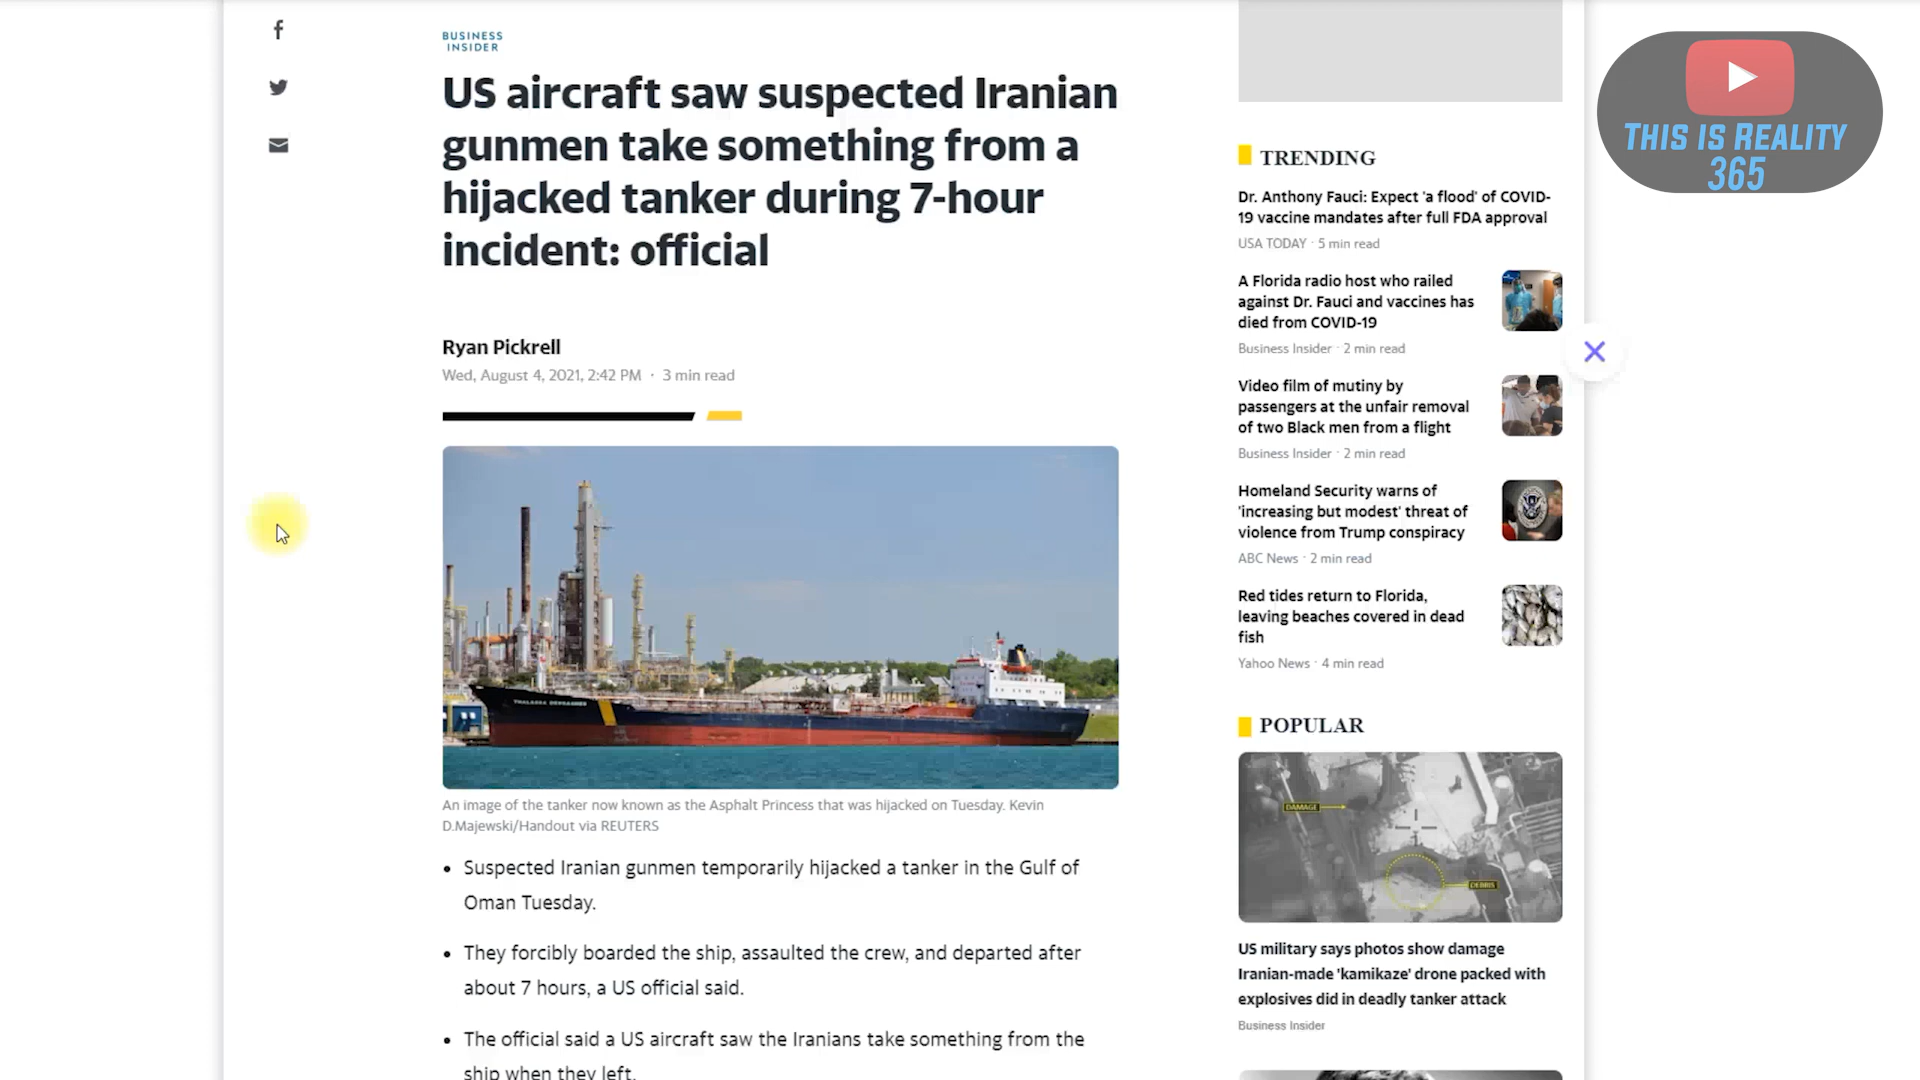 BUSINESS
INSIDER
US aircraft saw suspected Iranian
gunmen take something from a
hijacked tanker during 7-hour
incident: official
Ryan Pickrell
Wed, August 4, 2021, 2:42 PM · 3 min read
An image of the tanker now known as the Asphalt Princess that was hijacked on Tuesday. Kevin
D.Majewski/Handout via REUTERS
• Suspected Iranian gunmen temporarily hijacked a tanker in the Gulf of
Oman Tuesday.
• They forcibly boarded the ship, assaulted the crew, and departed after
about 7 hours, a US official said.
• The official said a US aircraft saw the Iranians take something from the
ship when they left.
TRENDING
Dr. Anthony Fauci: Expect 'a flood' of COVID-
19 vaccine mandates after full FDA approval
USA TODAY · 5 min read
A Florida radio host who railed
against Dr. Fauci and vaccines has
died from COVID-19
Business Insider · 2 min read
Video film of mutiny by
passengers at the unfair removal
of two Black men from a flight
Business Insider · 2 min read
Homeland Security warns of
'increasing but modest' threat of
violence from Trump conspiracy
ABC News · 2 min read
Red tides return to Florida,
leaving beaches covered in dead
fish
Yahoo News · 4 min read
POPULAR
DAMAGE
DEBRIS
US military says photos show damage
Iranian-made 'kamikaze' drone packed with
explosives did in deadly tanker attack
Business Insider
THIS IS REALITY
365